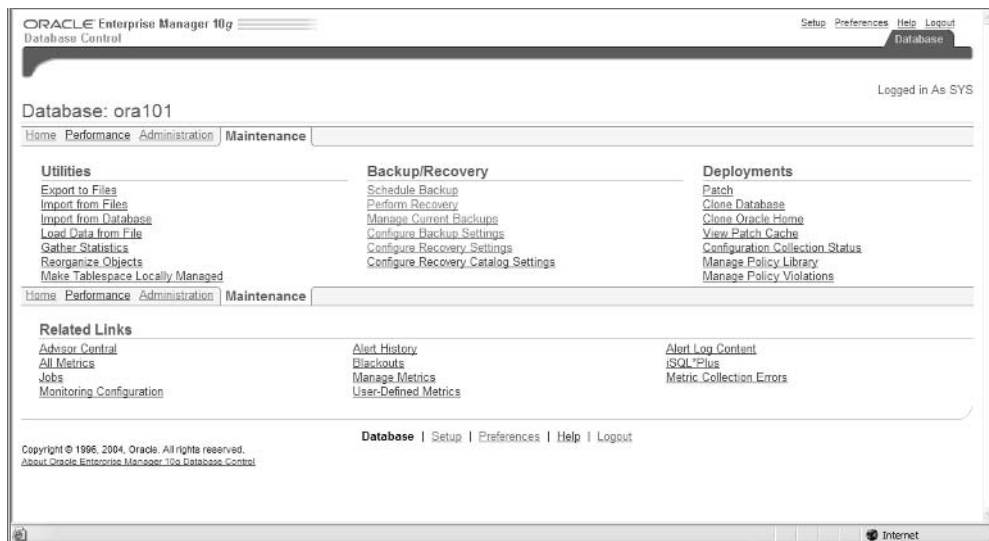 ORACLE Enterprise Manager 10g
Database Control
Setup Preferences Help Logout
Database
Logged in As SYS
Database: ora101
Home Performance Administration Maintenance
Utilities
Export to Files
Import from Files
Import from Database
Load Data from File
Gather Statistics
Reorganize Objects
Make Tablespace Locally Managed
Backup/Recovery
Schedule Backup
Perform Recovery
Manage Current Backups
Configure Backup Settings
Configure Recovery Settings
Configure Recovery Catalog Settings
Deployments
Patch
Clone Database
Clone Oracle Home
View Patch Cache
Configuration Collection Status
Manage Policy Library
Manage Policy Violations
Home Performance Administration Maintenance
Related Links
Advisor Central
All Metrics
Jobs
Monitoring Configuration
Alert History
Blackouts
Manage Metrics
User-Defined Metrics
Alert Log Content
iSQL*Plus
Metric Collection Errors
Database | Setup | Preferences | Help | Logout
Copyright © 1996, 2004, Oracle. All rights reserved.
About Oracle Enterprise Manager 10g Database Control
Internet